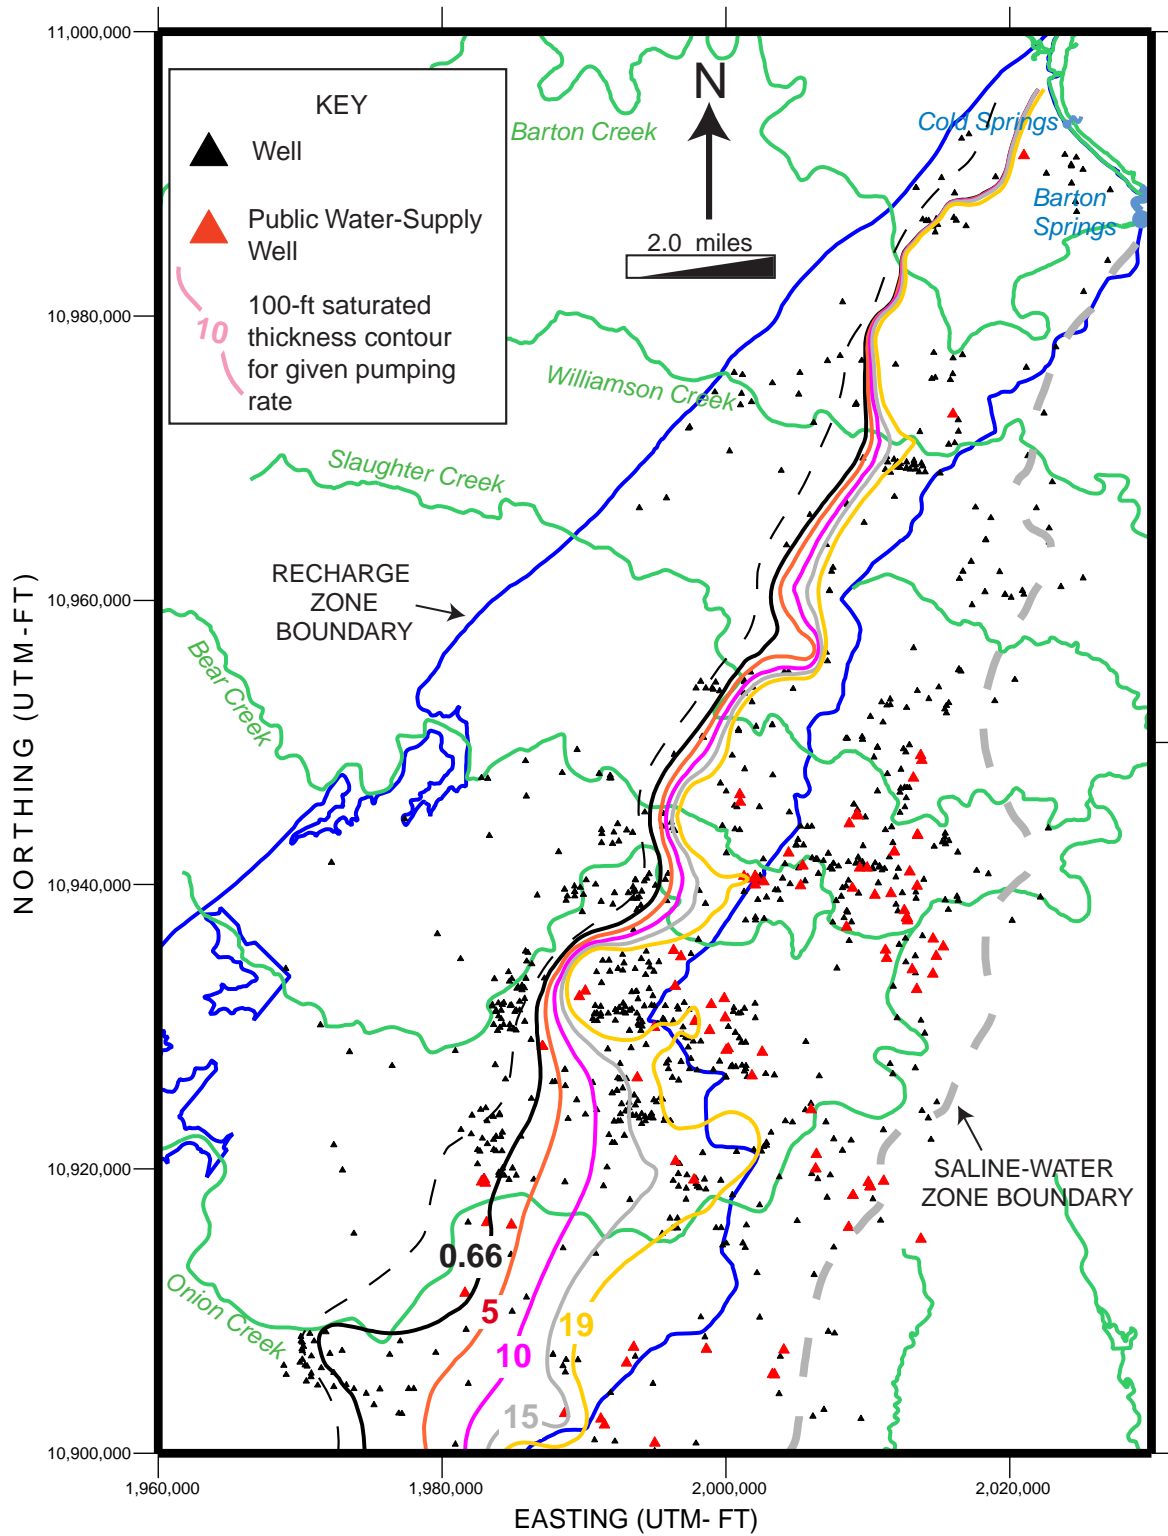 11,000,000
KEY
Well
Public Water-Supply
Well
10
100-ft saturated
thickness contour
for given pumping
rate
N
2.0 miles
Barton Creek
Cold Springs
Barton
Springs
10,980,000
Williamson Creek
Slaughter Creek
RECHARGE
ZONE
BOUNDARY
10,960,000
Bear Creek
NORTHING (UTM-FT)
10,940,000
10,920,000
SALINE-WATER
ZONE BOUNDARY
0.66
5
10
19
15
Onion Creek
10,900,000
1,960,000
1,980,000
2,000,000
2,020,000
EASTING (UTM- FT)